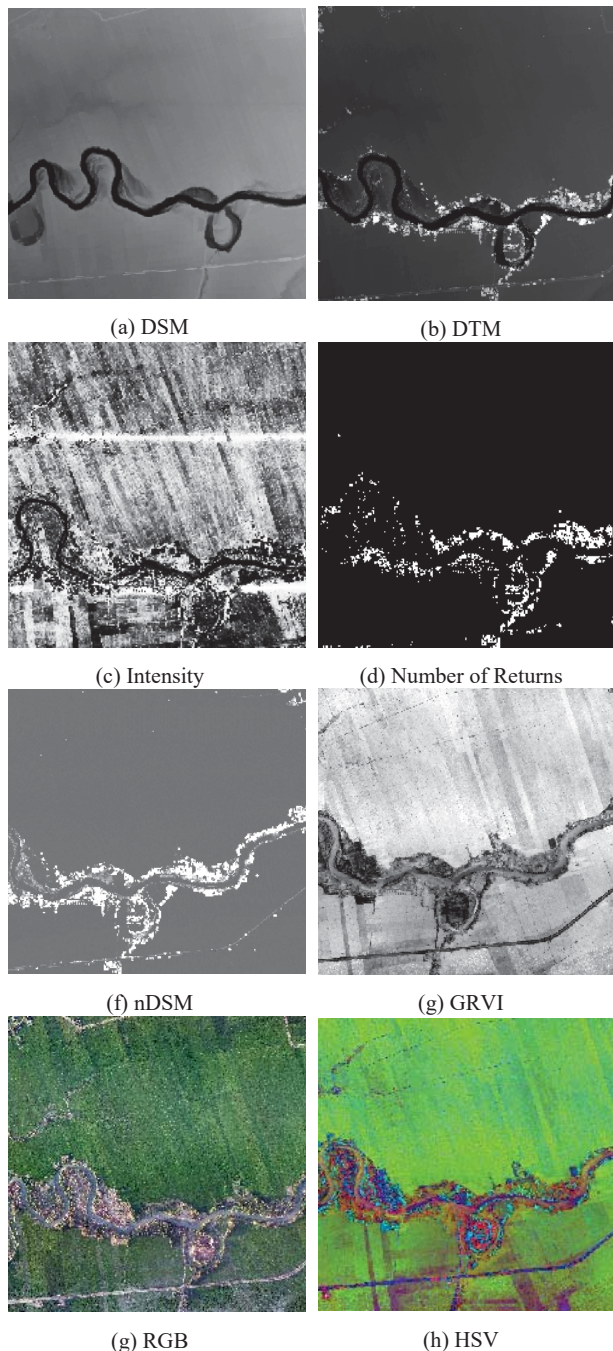 (a) DSM
(b) DTM
(c) Intensity
(d) Number of Returns
(f) nDSM
(g) GRVI
(g) RGB
(h) HSV